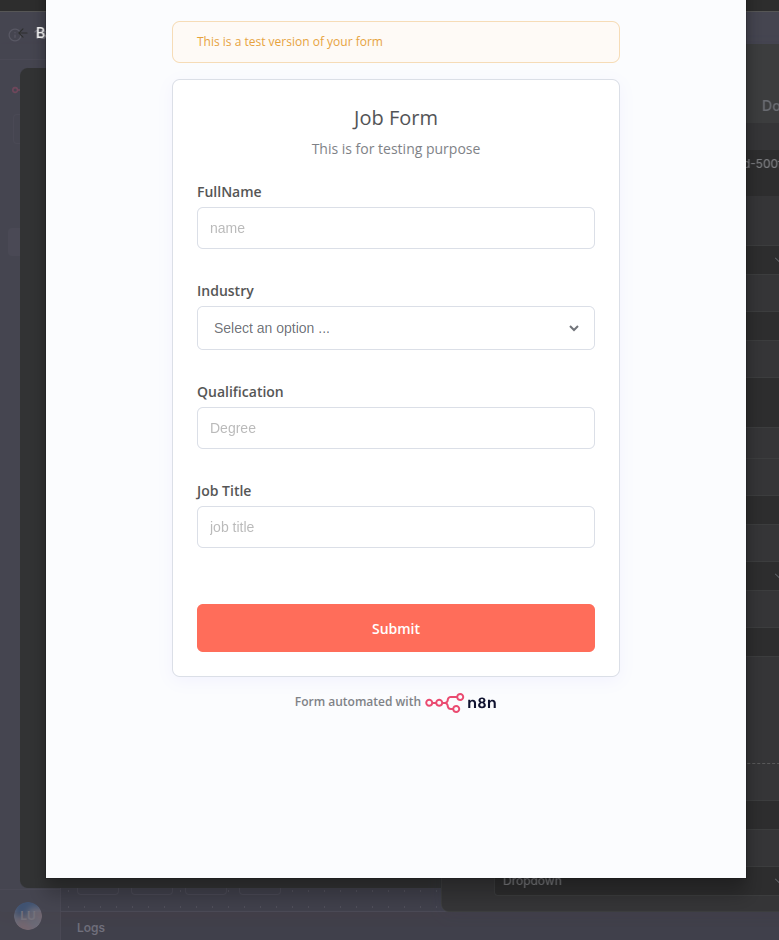 This is a test version of your form
B
Job Form
Do
This is for testing purpose
d-500
FullName
name
Industry
Select an option ...
Qualification
Degree
Job Title
job title
Submit
Form automated with n8n
Dropdown
LU
Logs